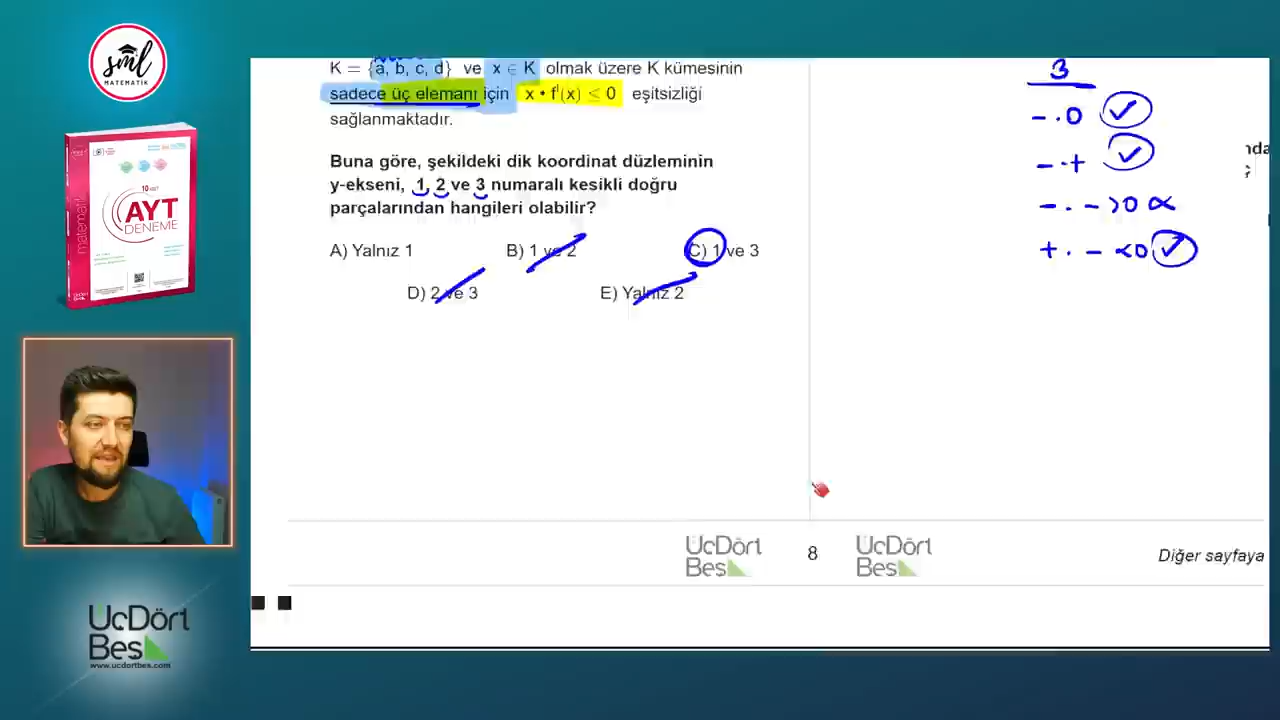 sml
MATEMATİK
matematik
AYT
DENEME
K = {a, b, c, d} ve x ∈ K olmak üzere K kümesinin
sadece üç elemanı için x • f'(x) ≤ 0 eşitsizliği
sağlanmaktadır.
Buna göre, şekildeki dik koordinat düzleminin
y-ekseni, 1, 2 ve 3 numaralı kesikli doğru
parçalarından hangileri olabilir?
A) Yalnız 1 B) 1 ve 2 C) 1 ve 3
D) 2 ve 3 E) Yalnız 2
3
- . 0
- . +
- . - > 0
+ . - < 0
UcDört
Bes
8
UcDört
Bes
Diğer sayfaya
UcDört
Bes
www.ucdortbes.com